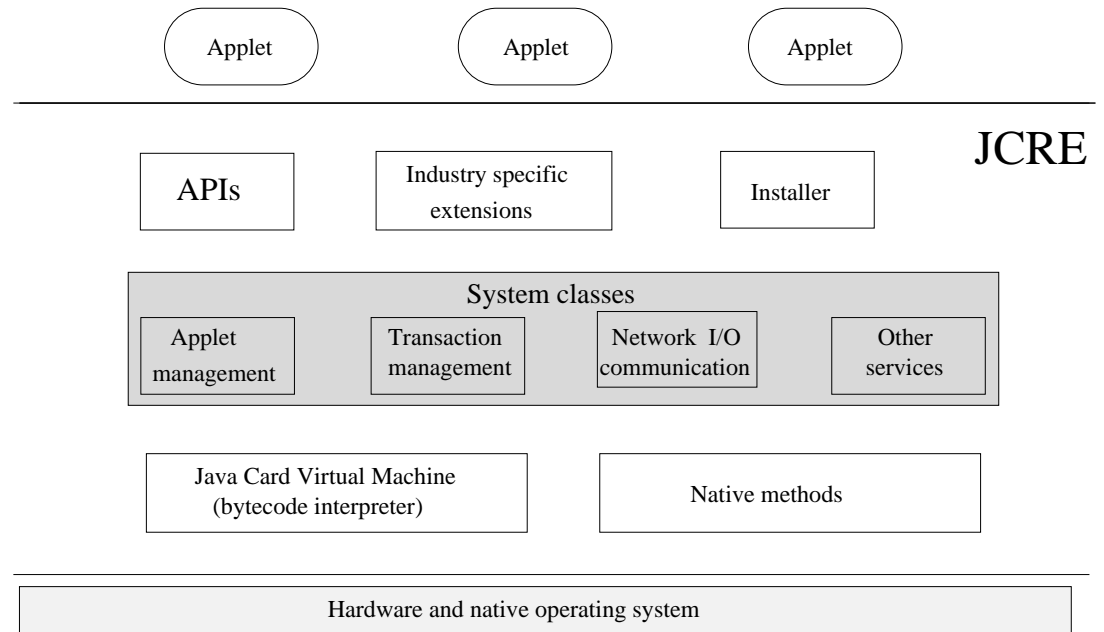 Applet
Applet
Applet
JCRE
APIs
Industry specific
extensions
Installer
System classes
Applet
management
Transaction
management
Network I/O
communication
Other
services
Java Card Virtual Machine
(bytecode interpreter)
Native methods
Hardware and native operating system